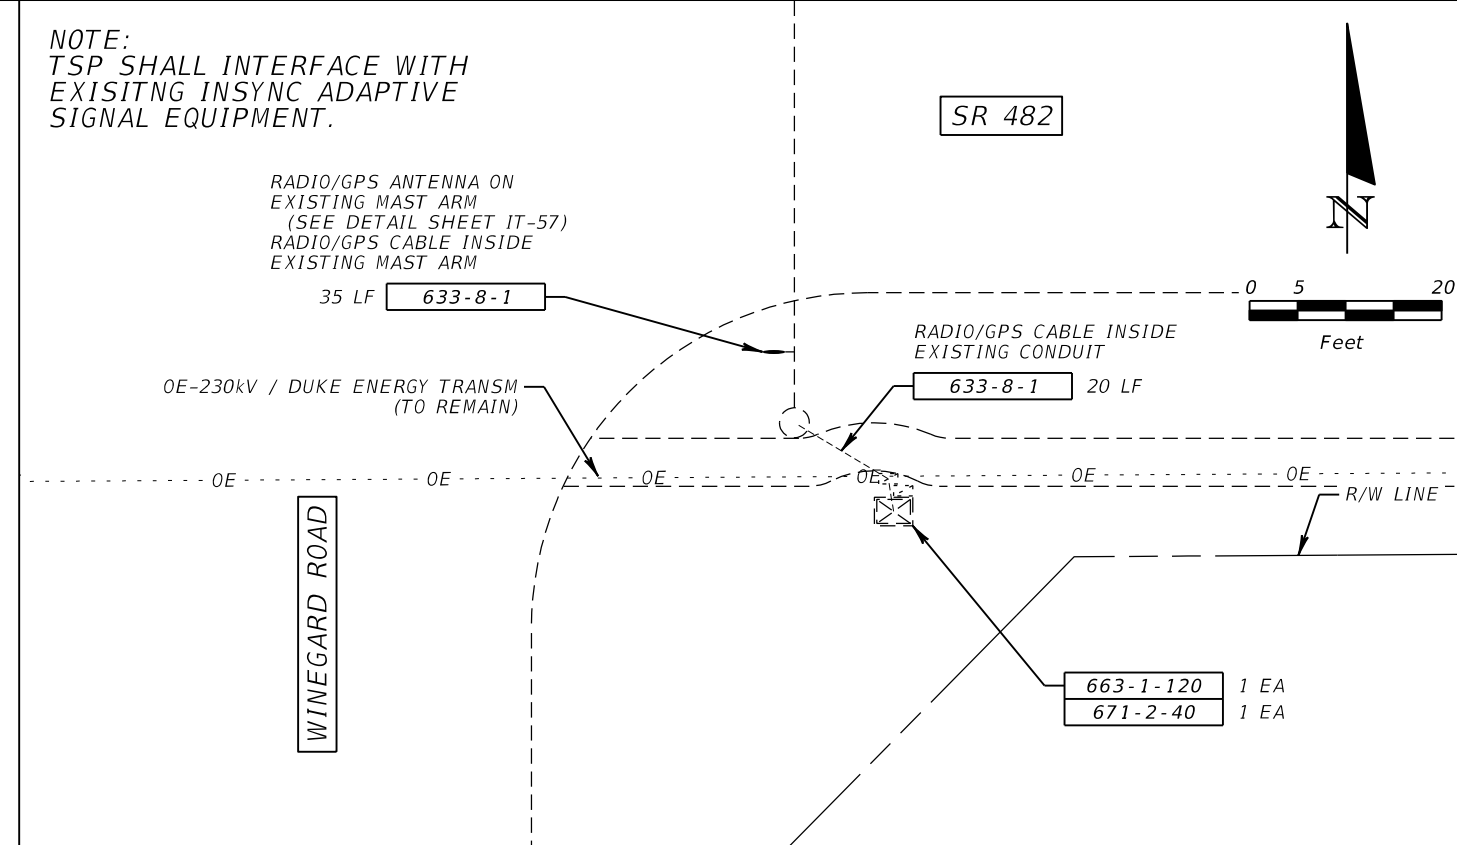 NOTE:
TSP SHALL INTERFACE WITH
EXISITNG INSYNC ADAPTIVE
SIGNAL EQUIPMENT.
SR 482
N
RADIO/GPS ANTENNA ON
EXISTING MAST ARM
(SEE DETAIL SHEET IT-57)
RADIO/GPS CABLE INSIDE
EXISTING MAST ARM
35 LF 633-8-1
0 5 20
Feet
RADIO/GPS CABLE INSIDE
EXISTING CONDUIT
633-8-1 20 LF
OE-230kV / DUKE ENERGY TRANSM
(TO REMAIN)
OE OE OE OE OE OE
R/W LINE
WINEGARD ROAD
663-1-120 1 EA
671-2-40 1 EA